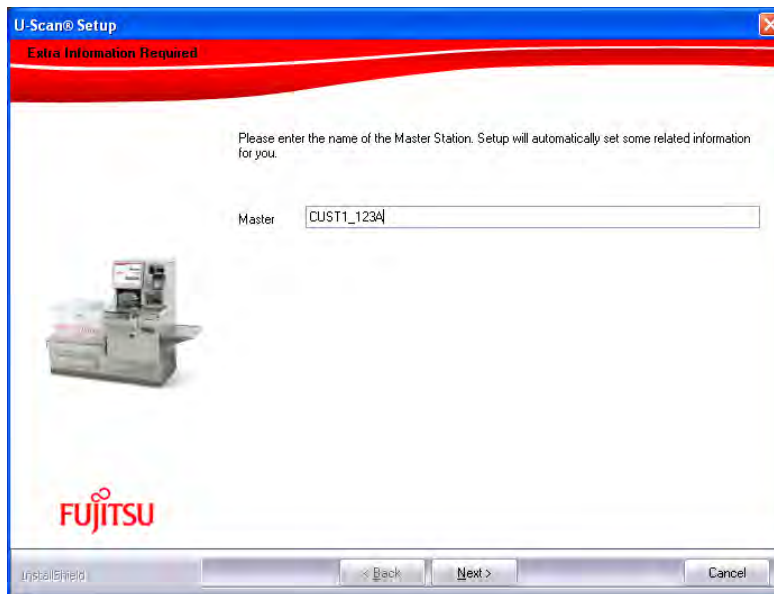 U-Scan® Setup
Extra Information Required
Please enter the name of the Master Station. Setup will automatically set some related information
for you.
Master CUST1_123A
FUJITSU
InstallShield
< Back Next > Cancel